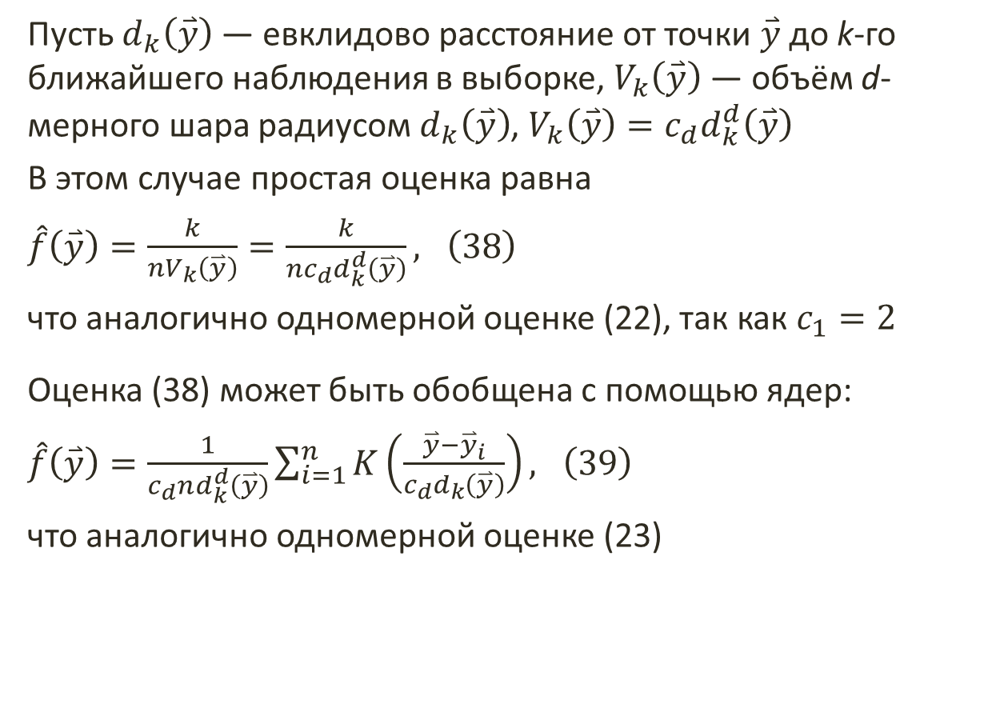 Пусть $d_k(\vec{y})$ — евклидово расстояние от точки $\vec{y}$ до k-го
ближайшего наблюдения в выборке, $V_k(\vec{y})$ — объём d-
мерного шара радиусом $d_k(\vec{y})$, $V_k(\vec{y}) = c_d d_k^d(\vec{y})$
В этом случае простая оценка равна
$\hat{f}(\vec{y}) = \frac{k}{nV_k(\vec{y})} = \frac{k}{nc_d d_k^d(\vec{y})}$, (38)
что аналогично одномерной оценке (22), так как $c_1 = 2$
Оценка (38) может быть обобщена с помощью ядер:
$\hat{f}(\vec{y}) = \frac{1}{c_d n d_k^d(\vec{y})} \sum_{i=1}^{n} K\left(\frac{\vec{y}-\vec{y}_i}{c_d d_k(\vec{y})}\right)$, (39)
что аналогично одномерной оценке (23)